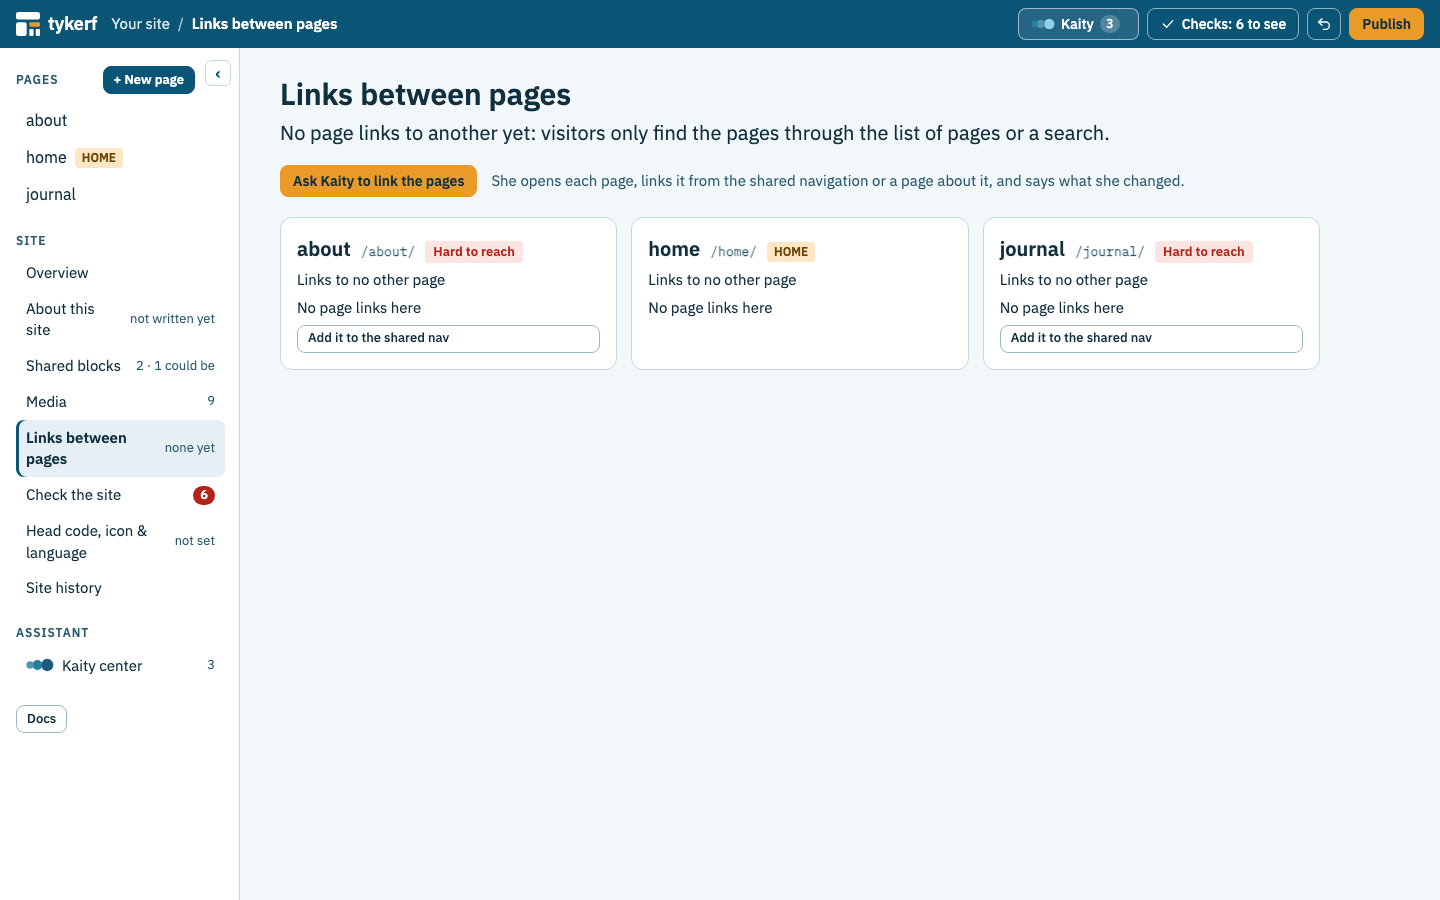 tykerf Your site / Links between pages Kaity 3 Checks: 6 to see Publish
PAGES + New page ‹
about
home HOME
journal
SITE
Overview
About this site not written yet
Shared blocks 2 · 1 could be
Media 9
Links between pages none yet
Check the site 6
Head code, icon & language not set
Site history
ASSISTANT
Kaity center 3
Docs
Links between pages
No page links to another yet: visitors only find the pages through the list of pages or a search.
Ask Kaity to link the pages She opens each page, links it from the shared navigation or a page about it, and says what she changed.
about /about/ Hard to reach
Links to no other page
No page links here
Add it to the shared nav
home /home/ HOME
Links to no other page
No page links here
journal /journal/ Hard to reach
Links to no other page
No page links here
Add it to the shared nav